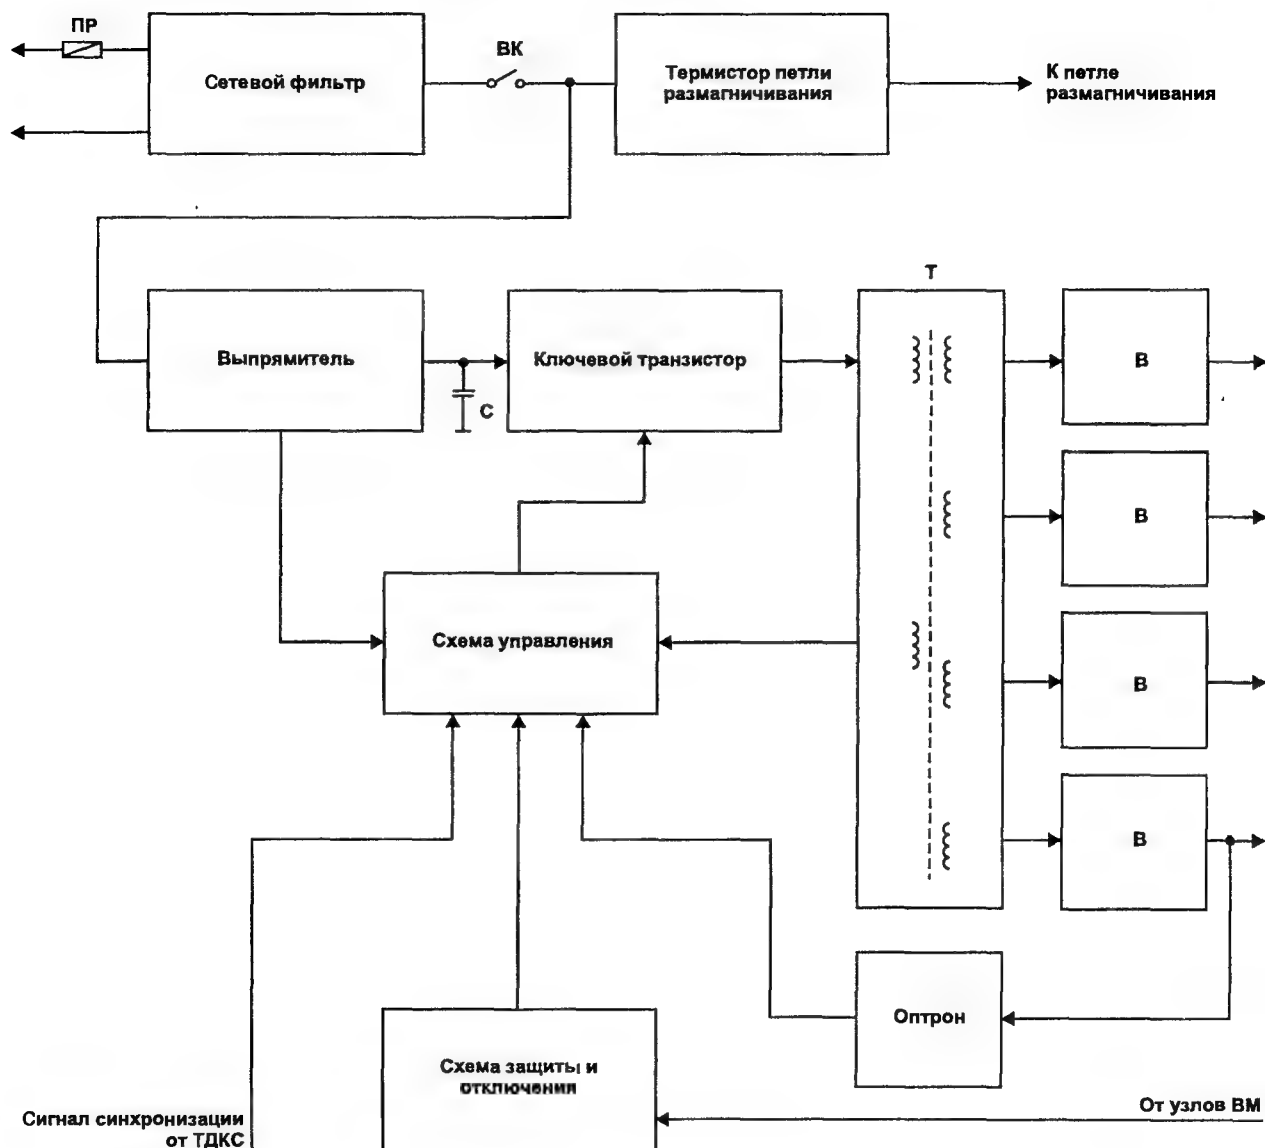 ПР
Сетевой фильтр
ВК
Термистор петли
размагничивания
К петле
размагничивания
Т
Выпрямитель
С
Ключевой транзистор
В
В
Схема управления
В
В
Оптрон
Схема защиты и
отключения
Сигнал синхронизации
от ТДКС
От узлов ВМ